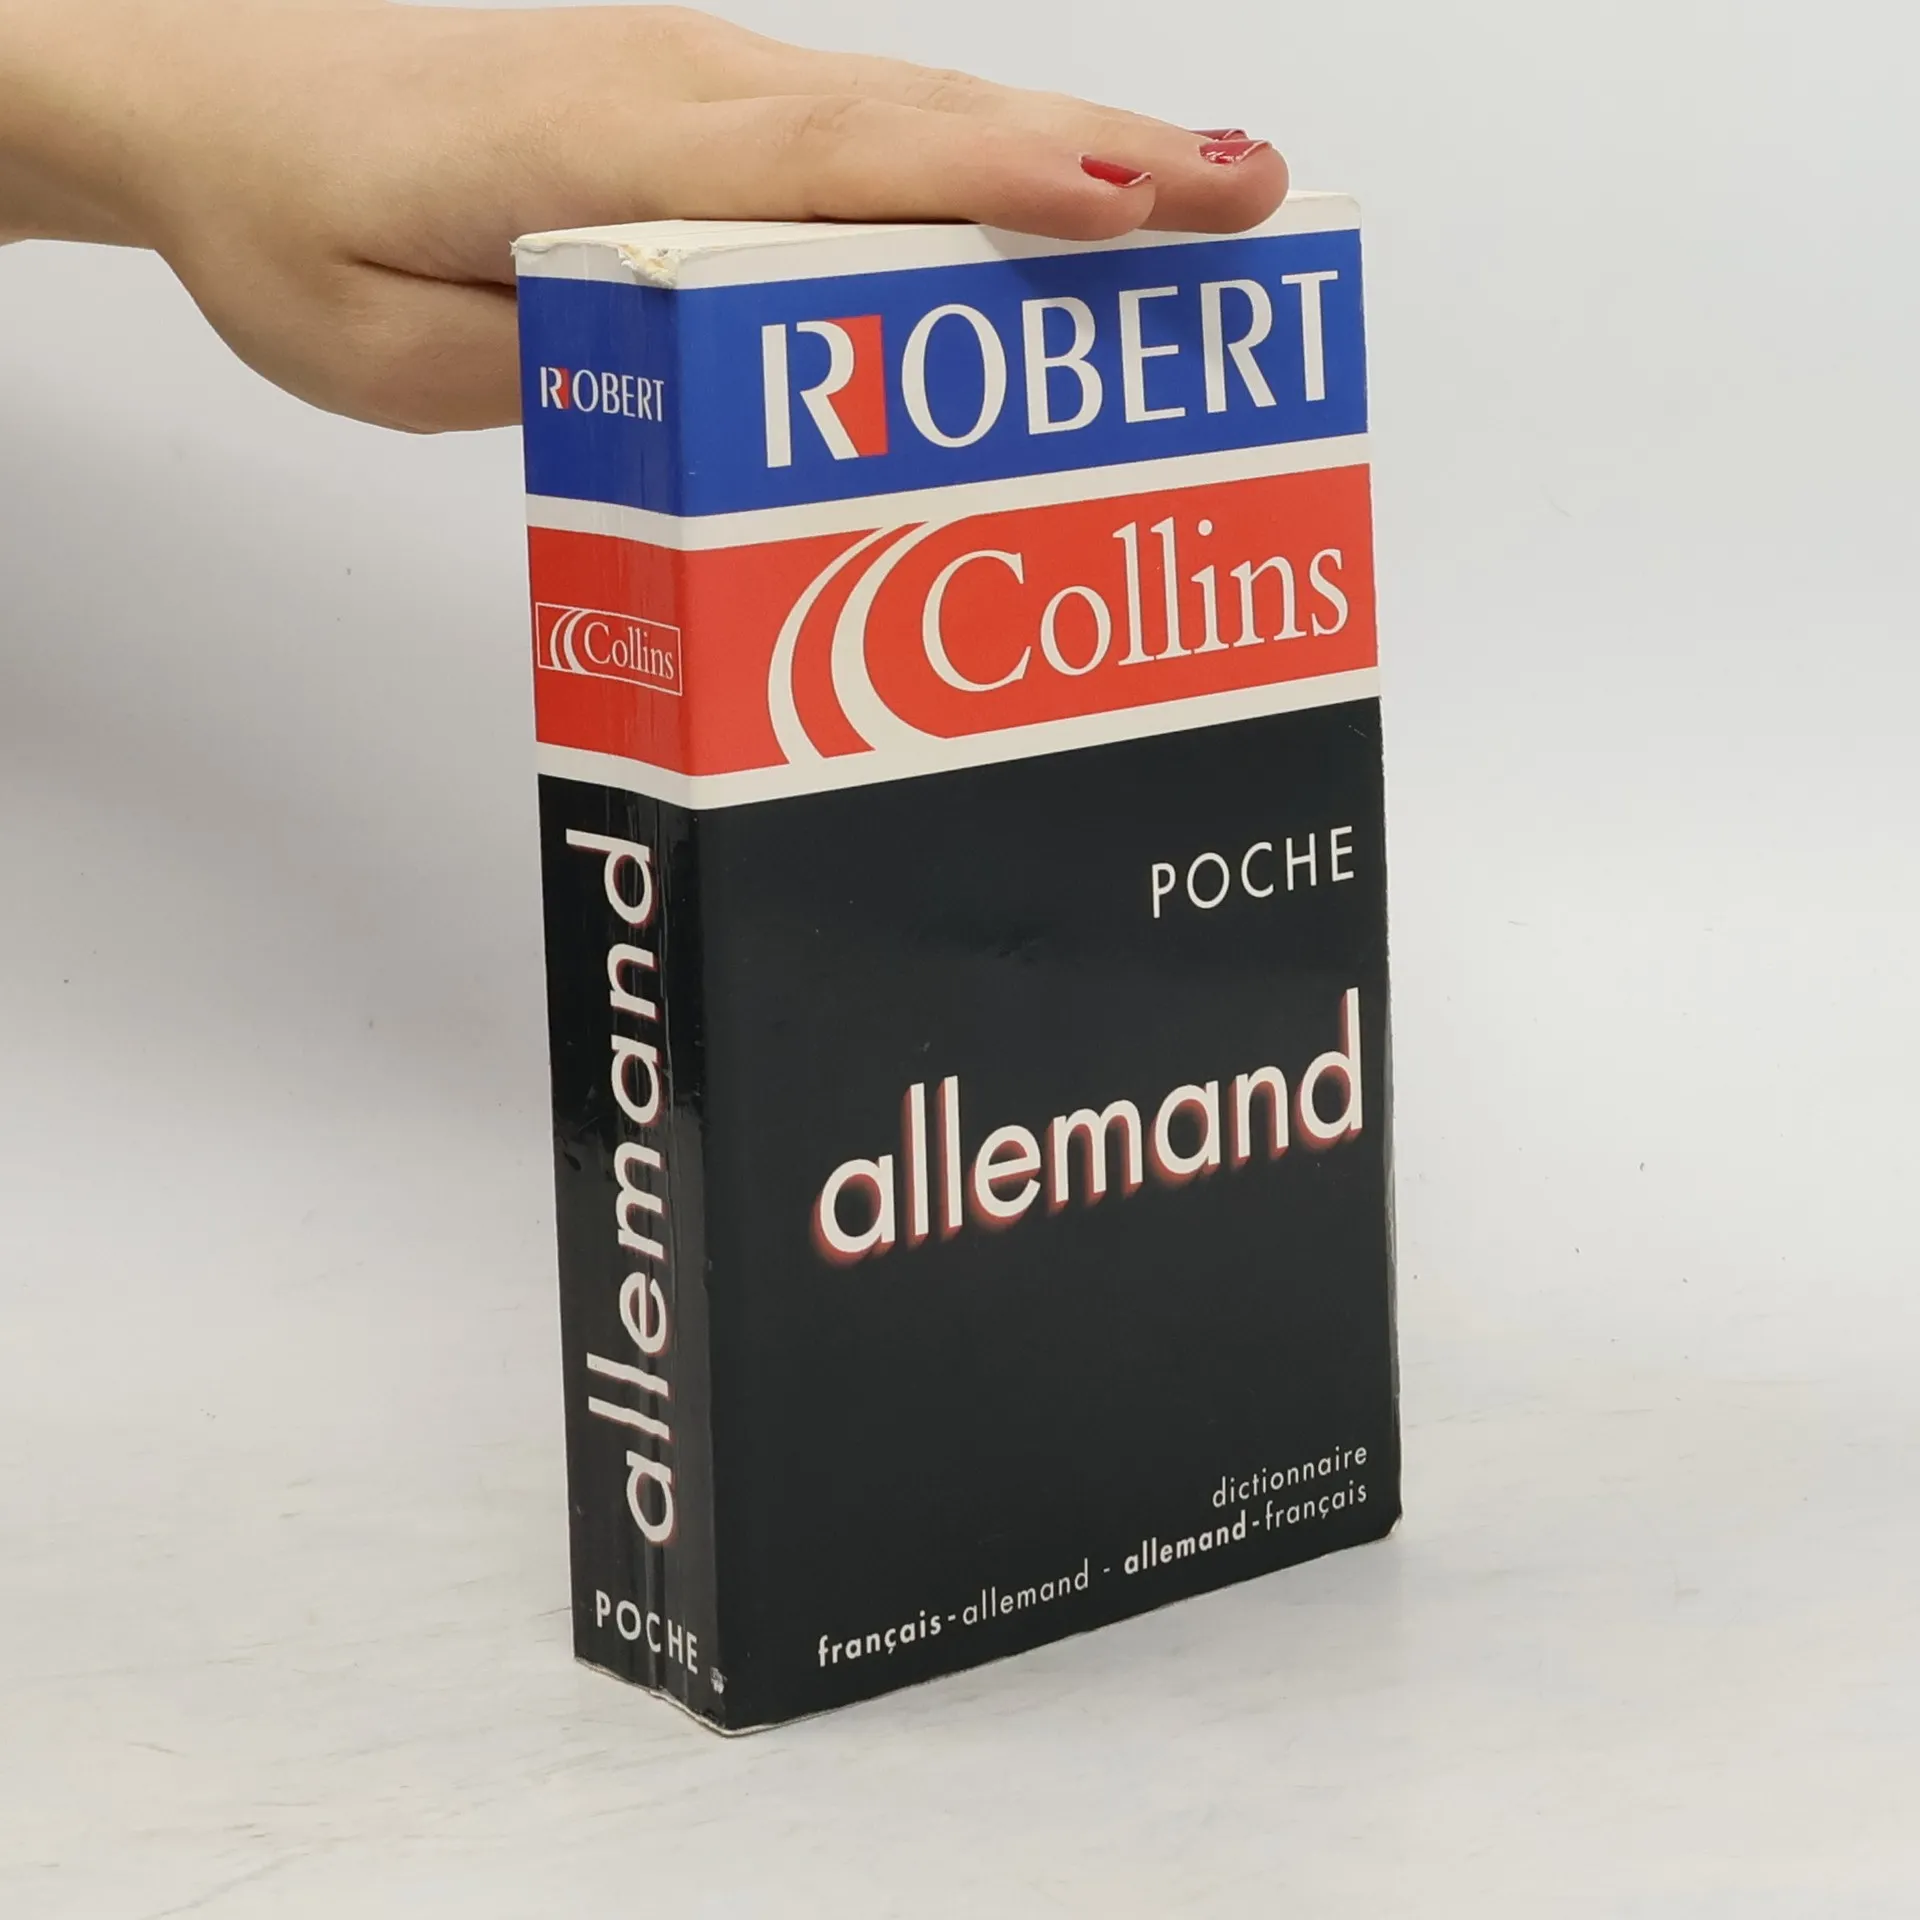 ROBERT
Collins
allemand
POCHE
ROBERT
Collins
POCHE
allemand
dictionnaire
français-allemand - allemand-français